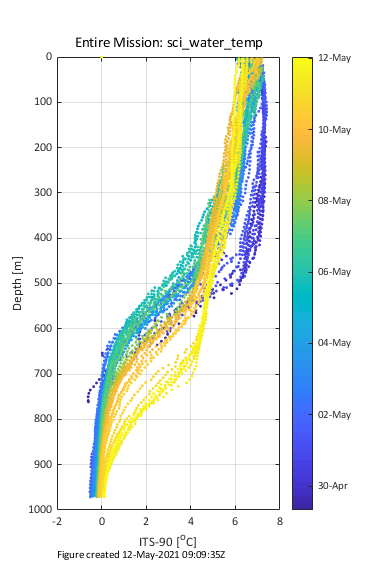 Entire Mission: sci_water_temp
0
100
200
300
400
500
600
700
800
900
1000
Depth [m]
-2 0 2 4 6 8
ITS-90 [°C]
12-May
10-May
08-May
06-May
04-May
02-May
30-Apr
Figure created 12-May-2021 09:09:35Z